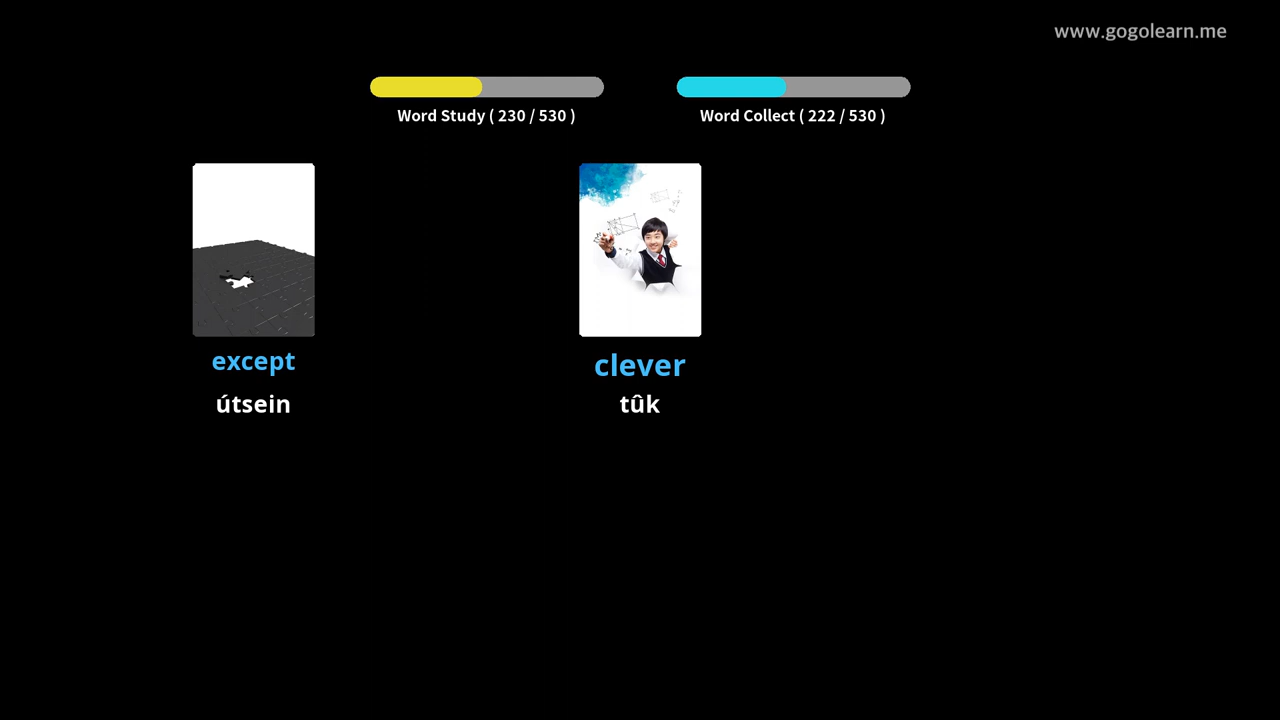 www.gogolearn.me
Word Study ( 230 / 530 )
Word Collect ( 222 / 530 )
except
útsein
clever
tûk